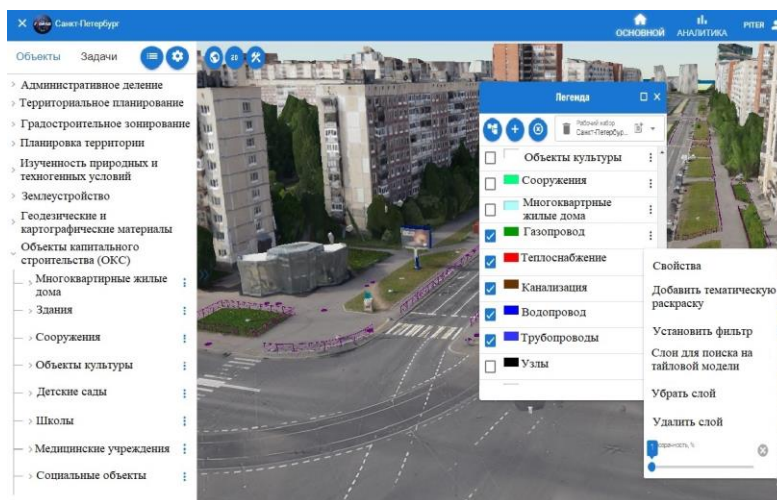 Санкт-Петербург
ОСНОВНОЙ
АНАЛИТИКА
PITER
Объекты
Задачи
2D
Административное деление
Территориальное планирование
Градостроительное зонирование
Планировка территории
Изученность природных и
техногенных условий
Землеустройство
Геодезические и
картографические материалы
Объекты капитального
строительства (ОКС)
Многоквартирные жилые
дома
Здания
Сооружения
Объекты культуры
Детские сады
Школы
Медицинские учреждения
Социальные объекты
Легенда
Рабочий набор
Санкт-Петербур...
Объекты культуры
Сооружения
Многоквартрные
жилые дома
Газопровод
Теплоснабжение
Канализация
Водопровод
Трубопроводы
Узлы
Свойства
Добавить тематическую
раскраску
Установить фильтр
Слои для поиска на
тайловой модели
Убрать слой
Удалить слой